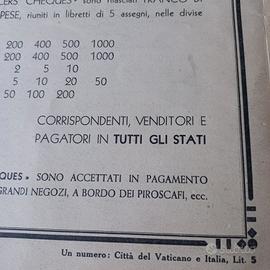 CHEQUES» sono rilasciati FRANCO DI
PESE, riuniti in libretti di 5 assegni, nelle divise
200 400 500 1000
200 400 500 1000
2 5 10
5 10 20 50
50 100 200
CORRISPONDENTI, VENDITORI E
PAGATORI IN TUTTI GLI STATI
QUES» SONO ACCETTATI IN PAGAMENTO
GRANDI NEGOZI, A BORDO DEI PIROSCAFI, ecc.
Un numero: Città del Vaticano e Italia, Lit. 5